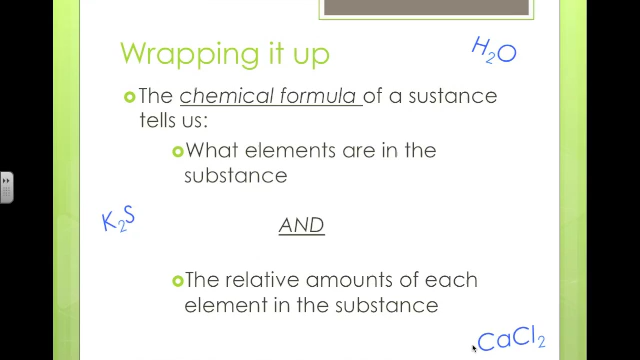 Wrapping it up
H₂O
The chemical formula of a sustance
tells us:
What elements are in the
substance
K₂S
AND
The relative amounts of each
element in the substance
CaCl₂